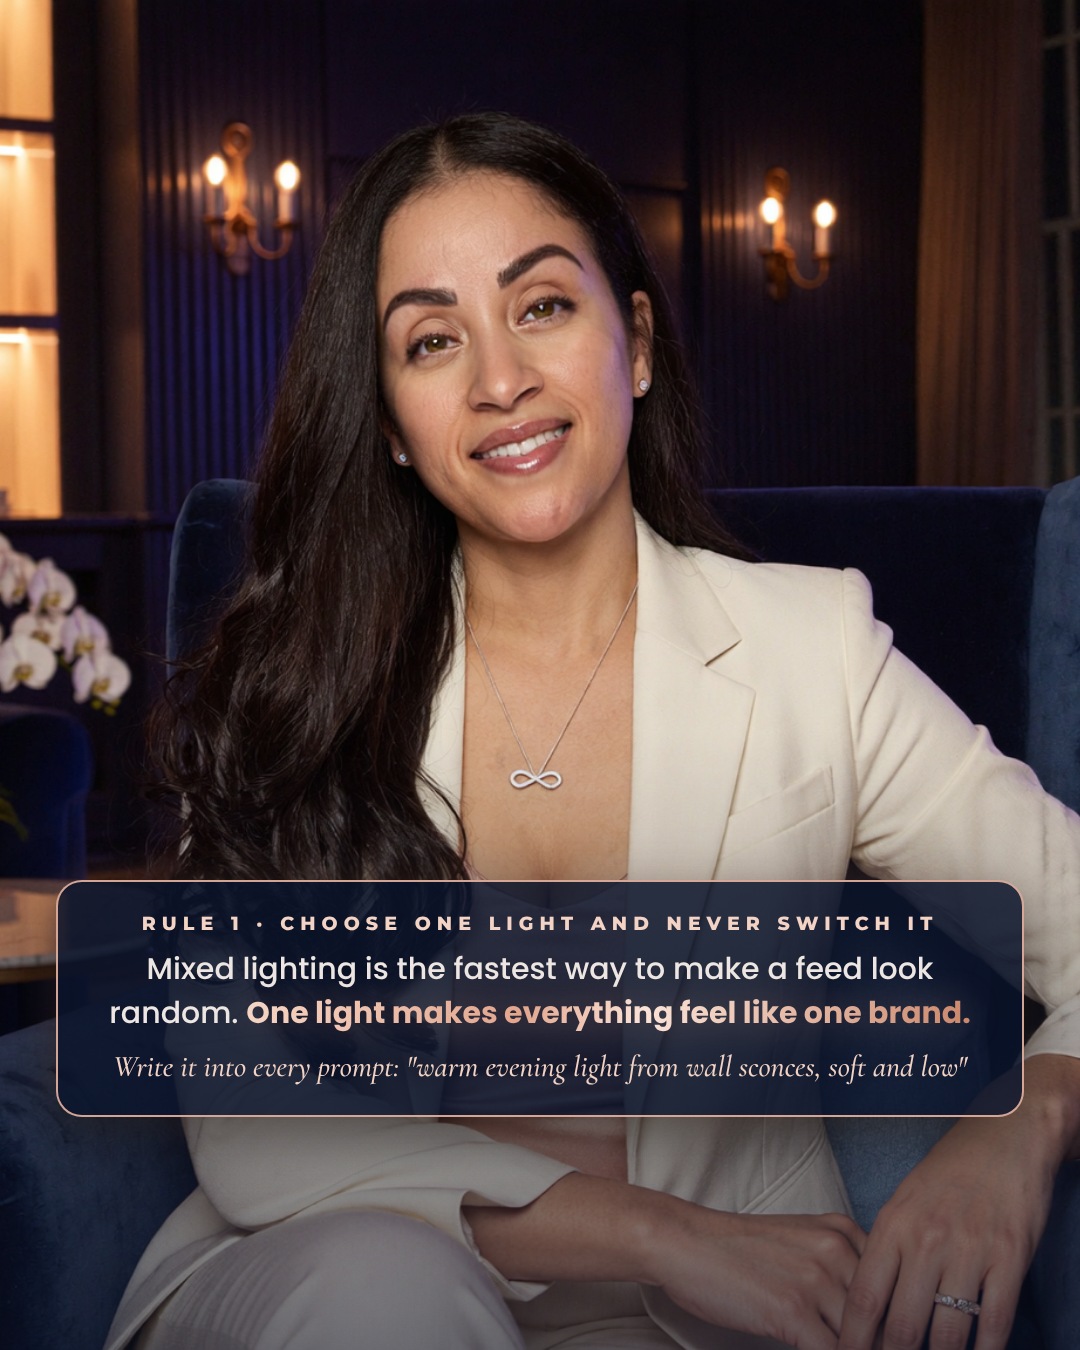 RULE 1 · CHOOSE ONE LIGHT AND NEVER SWITCH IT
Mixed lighting is the fastest way to make a feed look
random. One light makes everything feel like one brand.
Write it into every prompt: "warm evening light from wall sconces, soft and low"